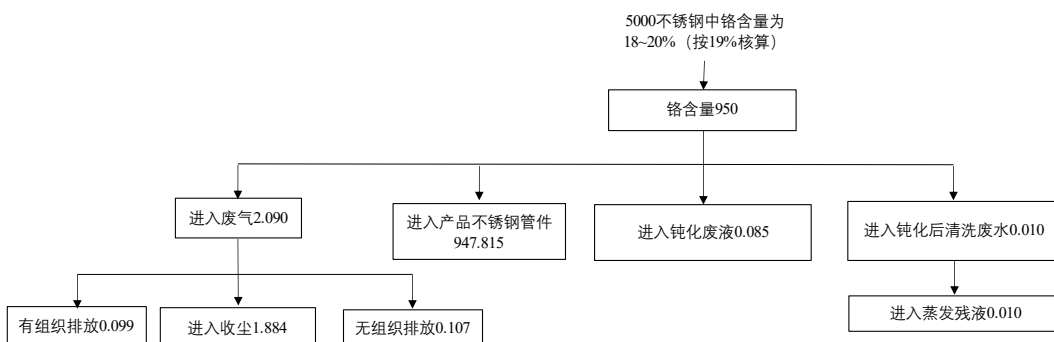 5000不锈钢中铬含量为
18~20%（按19%核算）
铬含量950
进入废气2.090
进入产品不锈钢管件
947.815
进入钝化废液0.085
进入钝化后清洗废水0.010
有组织排放0.099
进入收尘1.884
无组织排放0.107
进入蒸发残液0.010